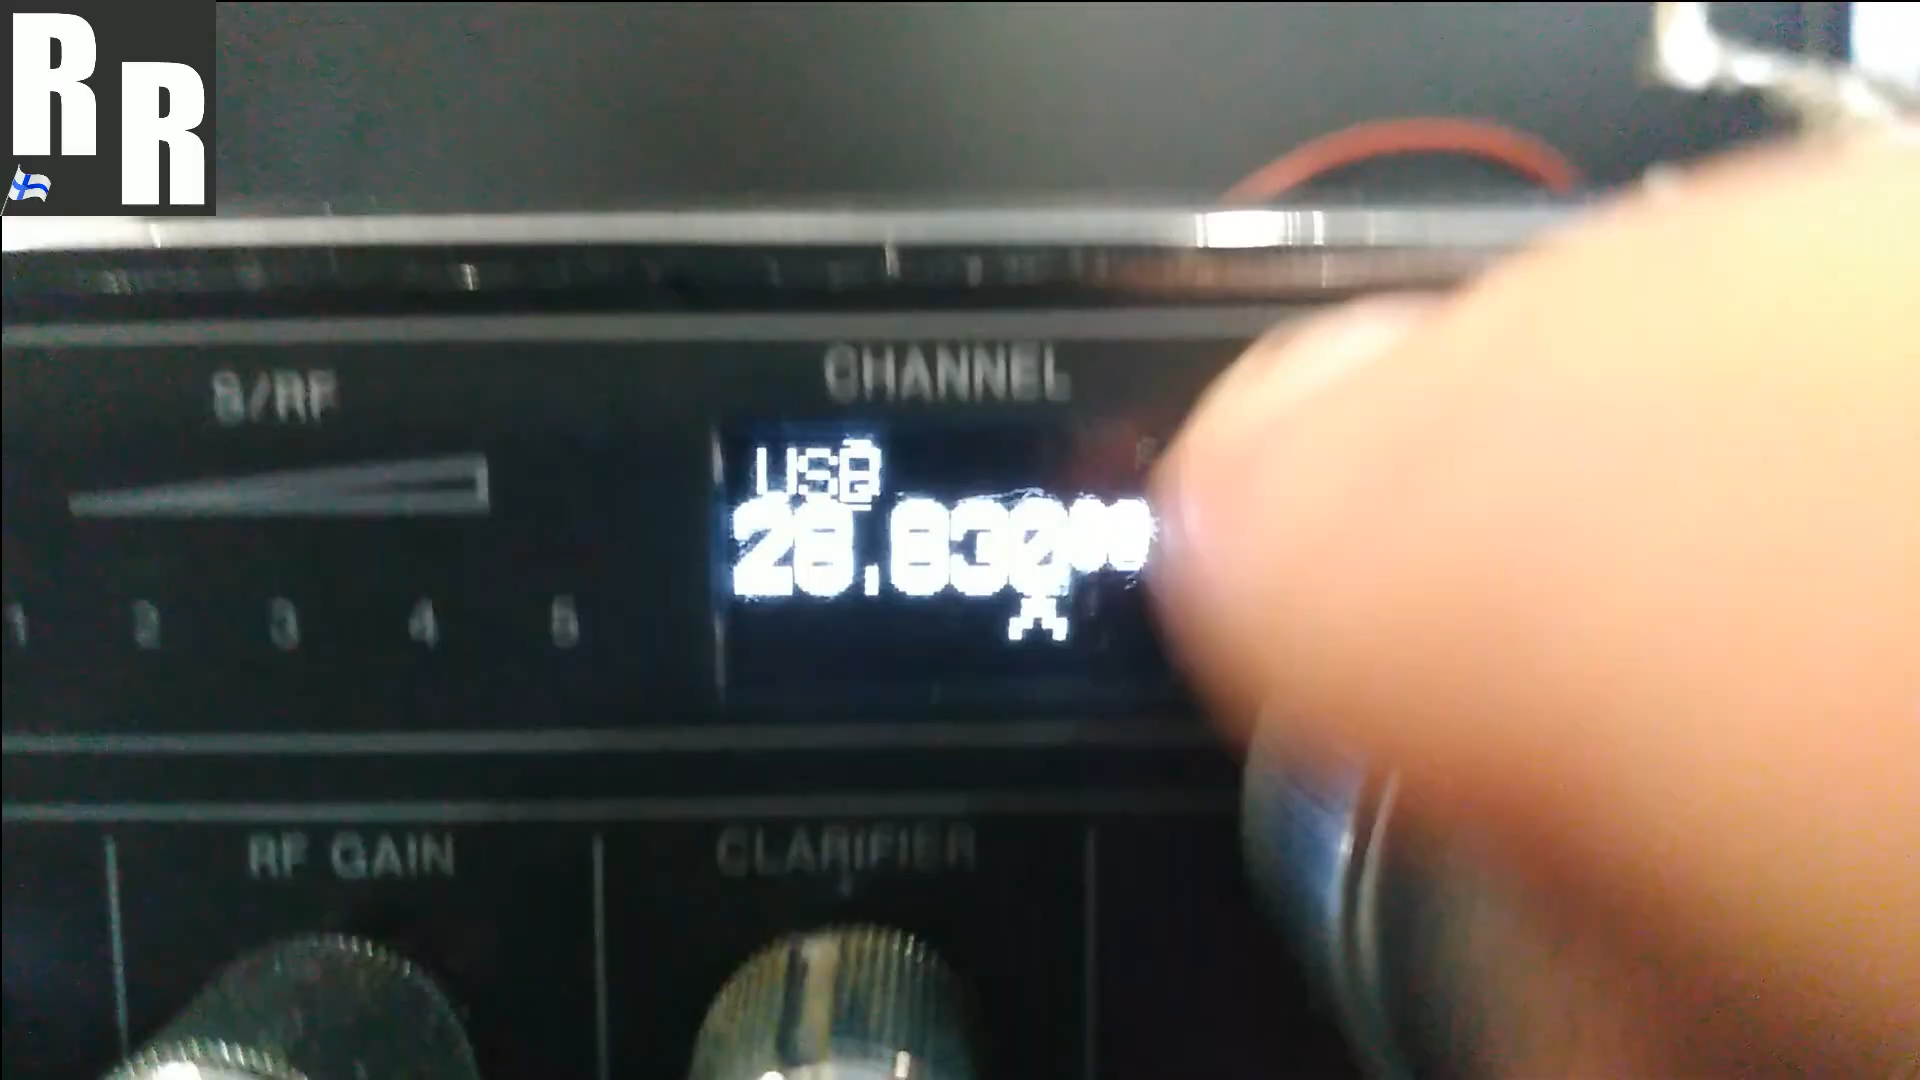 RR
S/RF
CHANNEL
USB
28.830
1 2 3 4 5
RF GAIN
CLARIFIER